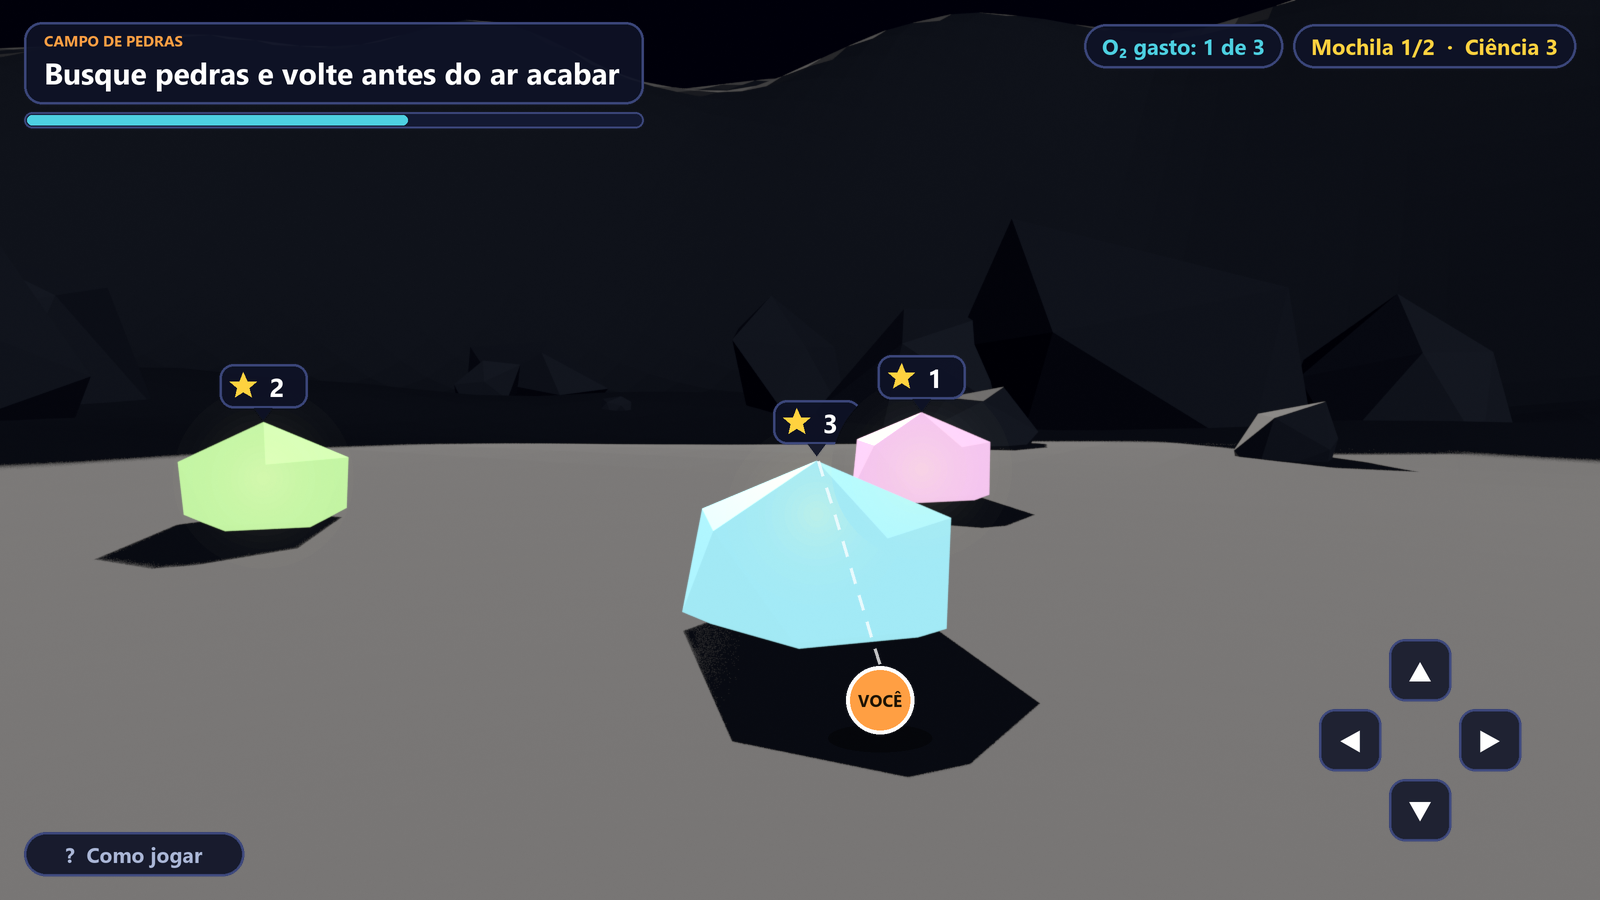 CAMPO DE PEDRAS
Busque pedras e volte antes do ar acabar
O₂ gasto: 1 de 3
Mochila 1/2 · Ciência 3
2
3
1
VOCÊ
? Como jogar